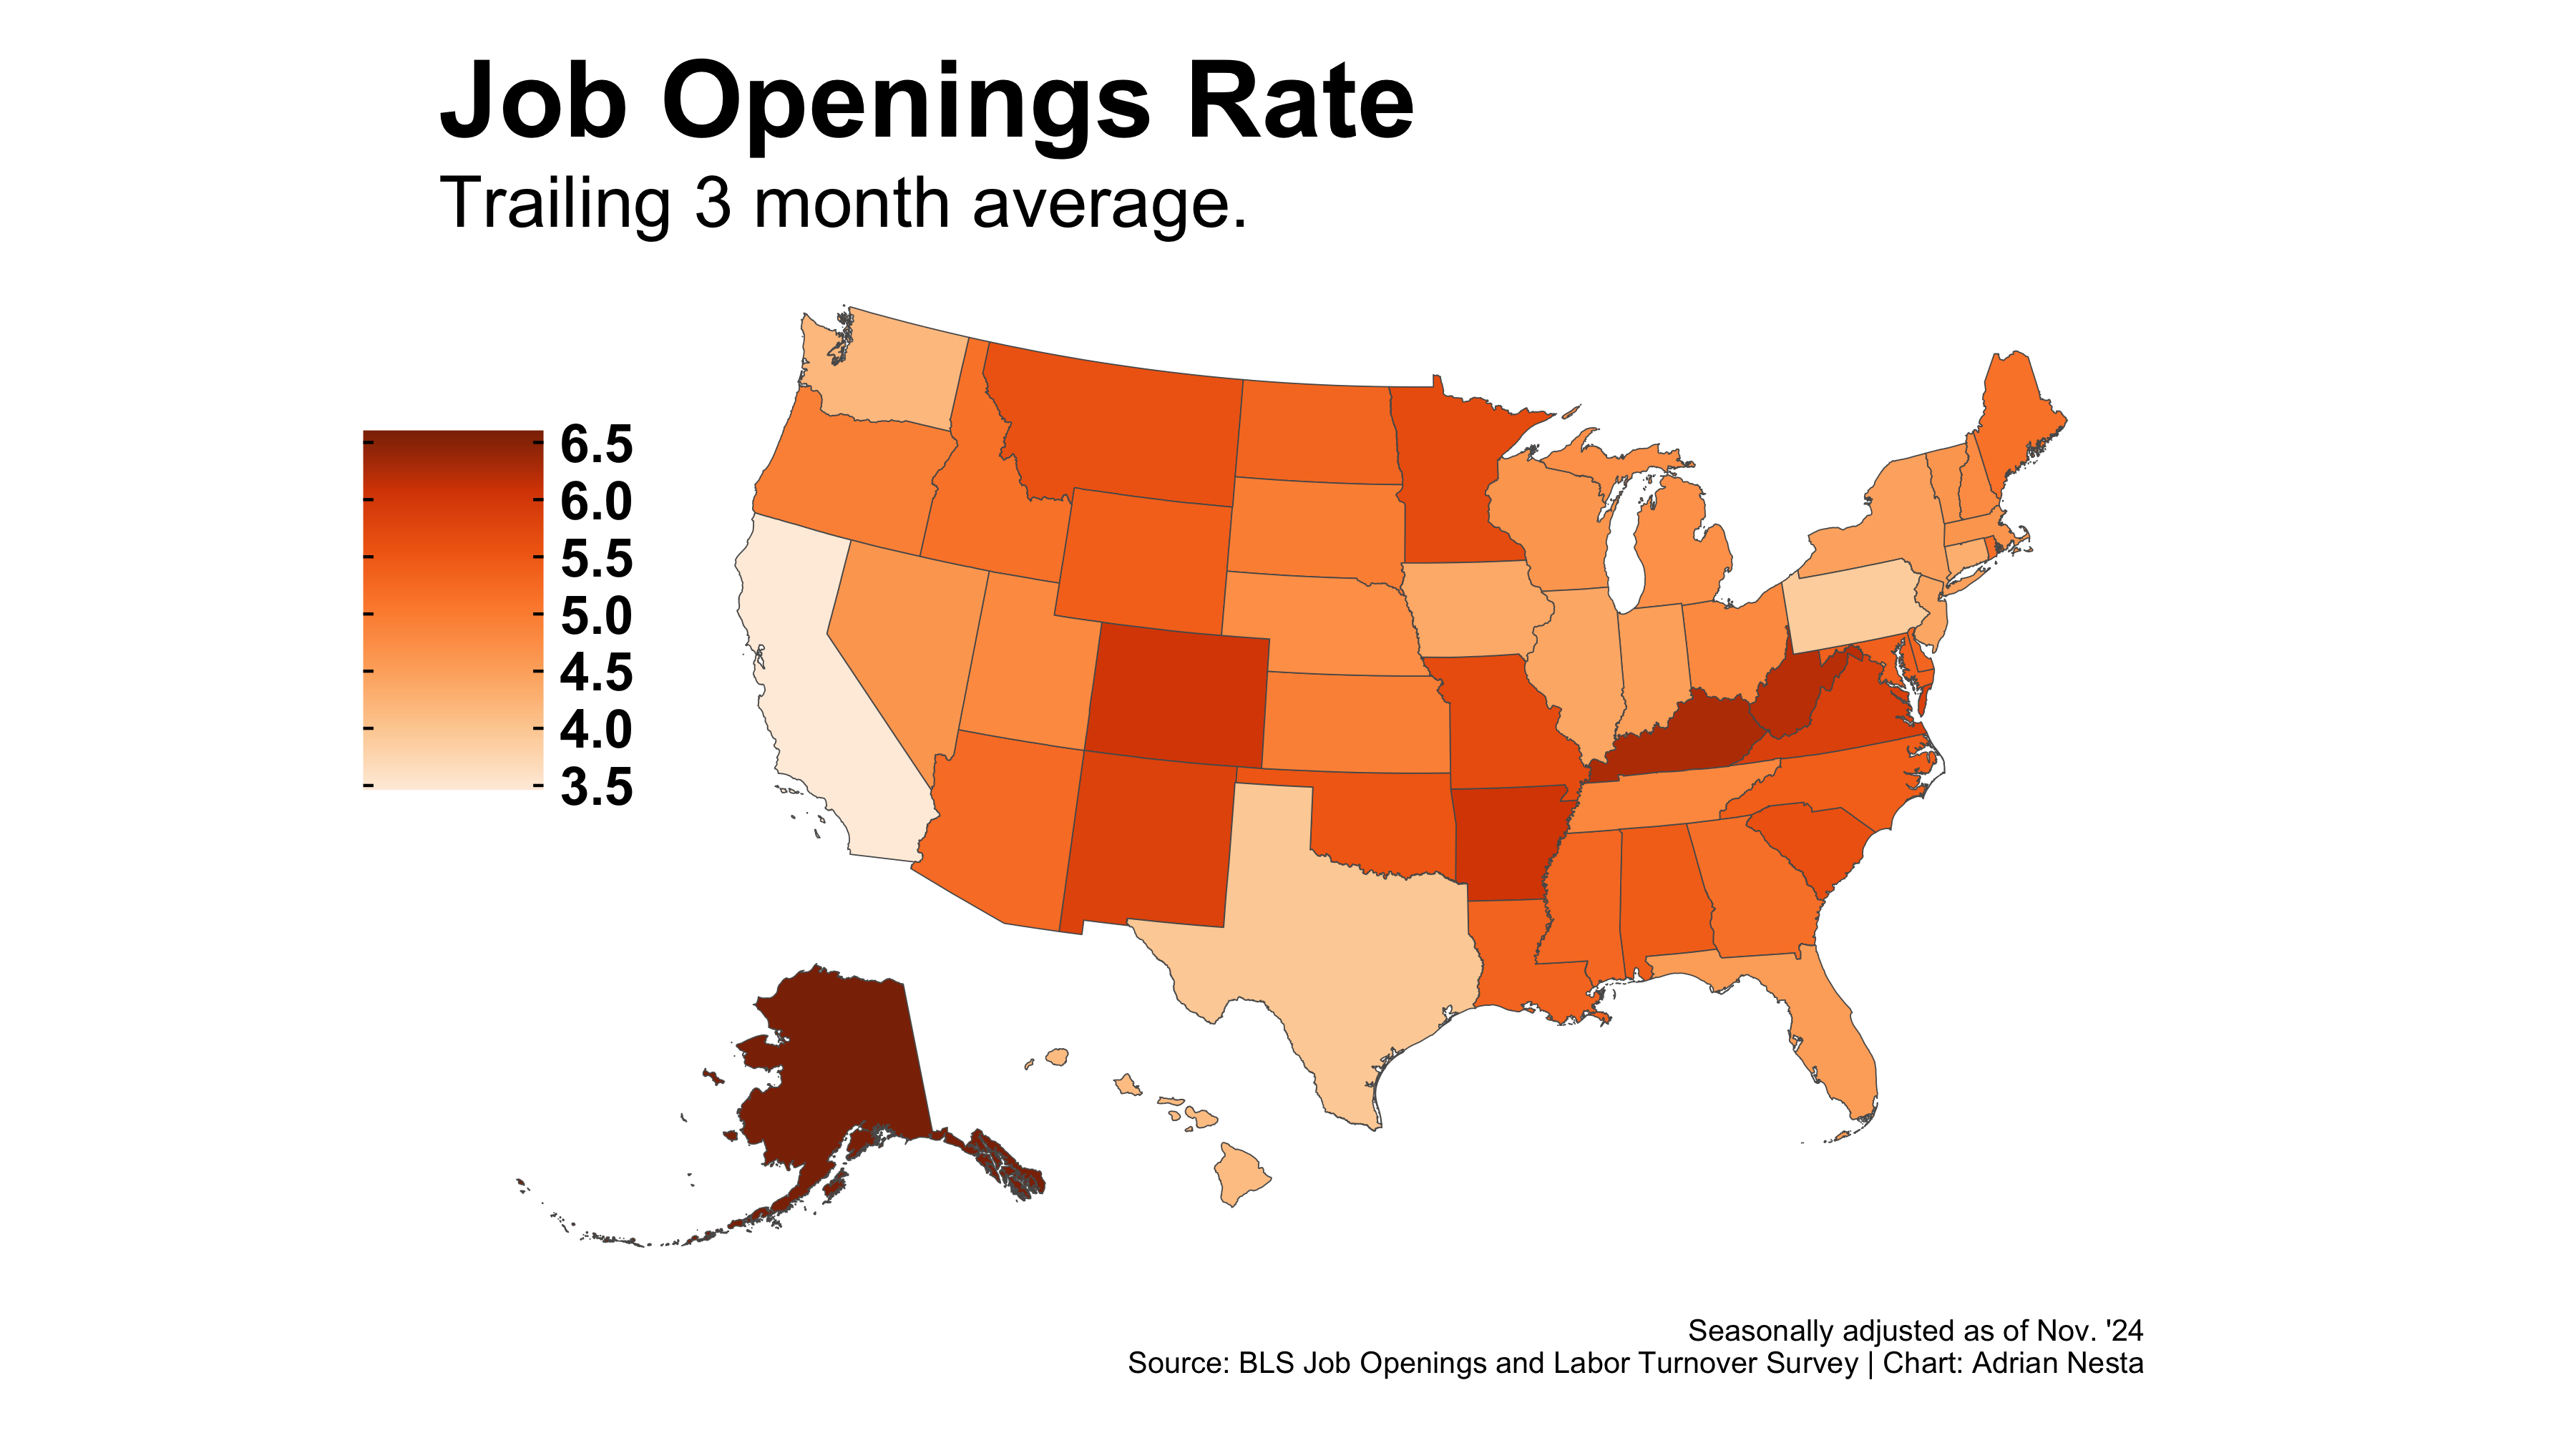 Job Openings Rate
Trailing 3 month average.
6.5
6.0
5.5
5.0
4.5
4.0
3.5
Seasonally adjusted as of Nov. '24
Source: BLS Job Openings and Labor Turnover Survey | Chart: Adrian Nesta